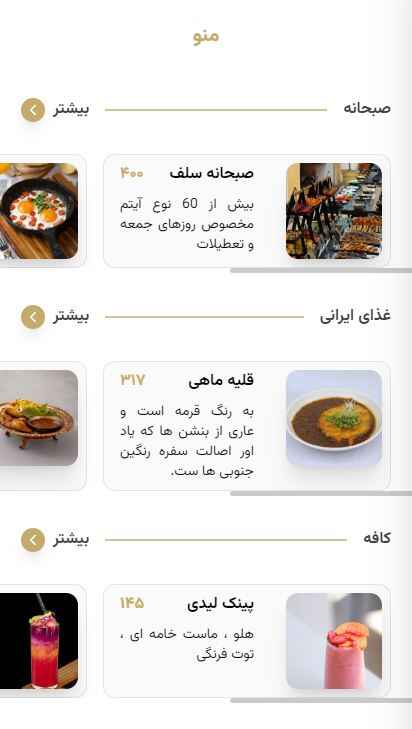 منو
صبحانه
بیشتر
صبحانه سلف
۴۰۰
بیش از 60 نوع آیتم
مخصوص روزهای جمعه
و تعطیلات
غذای ایرانی
بیشتر
قلیه ماهی
۳۱۷
به رنگ قرمه است و
عاری از بنشن ها که یاد
اور اصالت سفره رنگین
جنوبی ها ست.
کافه
بیشتر
پینک لیدی
۱۴۵
هلو ، ماست خامه ای ،
توت فرنگی